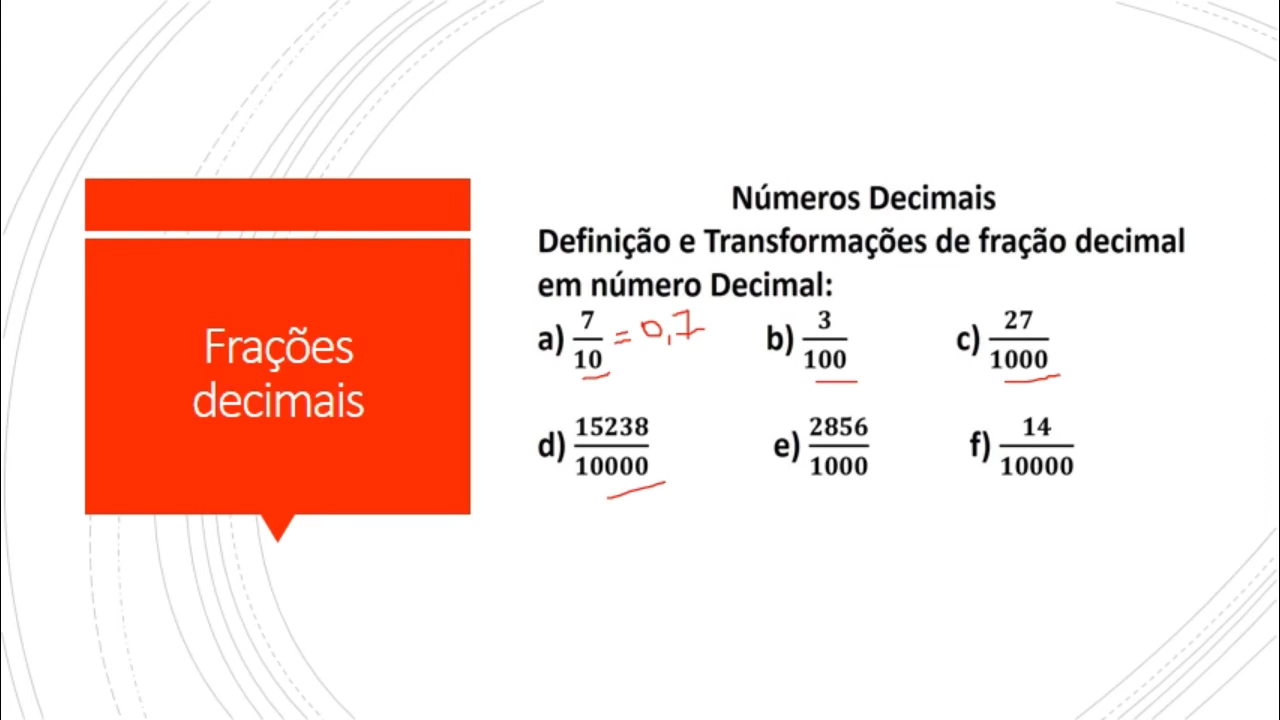 Frações
decimais
Números Decimais
Definição e Transformações de fração decimal
em número Decimal:
a) 7/10 = 0,7 b) 3/100 c) 27/1000
d) 15238/10000 e) 2856/1000 f) 14/10000